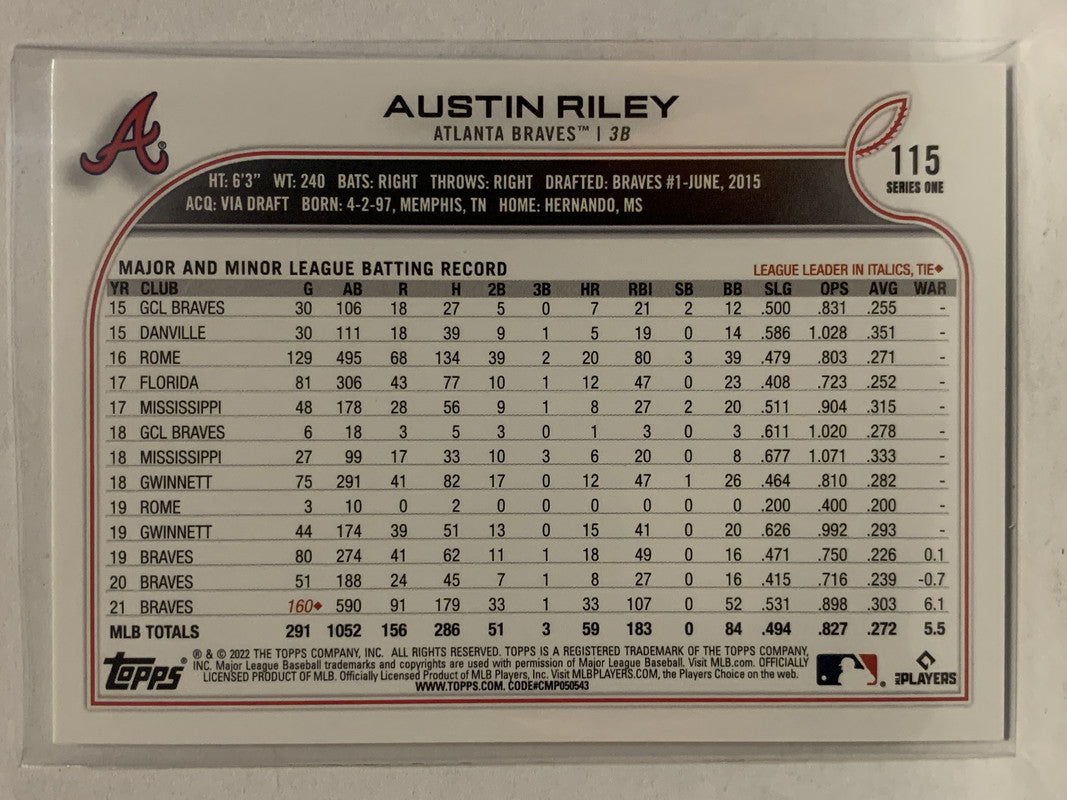 AUSTIN RILEY
ATLANTA BRAVES™ | 3B
A®
115
SERIES ONE
HT: 6'3" WT: 240 BATS: RIGHT THROWS: RIGHT DRAFTED: BRAVES #1-JUNE, 2015
ACQ: VIA DRAFT BORN: 4-2-97, MEMPHIS, TN HOME: HERNANDO, MS
MAJOR AND MINOR LEAGUE BATTING RECORD LEAGUE LEADER IN ITALICS, TIE◆
YR CLUB G AB R H 2B 3B HR RBI SB BB SLG OPS AVG WAR
15 GCL BRAVES 30 106 18 27 5 0 7 21 2 12 .500 .831 .255 -
15 DANVILLE 30 111 18 39 9 1 5 19 0 14 .586 1.028 .351 -
16 ROME 129 495 68 134 39 2 20 80 3 39 .479 .803 .271 -
17 FLORIDA 81 306 43 77 10 1 12 47 0 23 .408 .723 .252 -
17 MISSISSIPPI 48 178 28 56 9 1 8 27 2 20 .511 .904 .315 -
18 GCL BRAVES 6 18 3 5 3 0 1 3 0 3 .611 1.020 .278 -
18 MISSISSIPPI 27 99 17 33 10 3 6 20 0 8 .677 1.071 .333 -
18 GWINNETT 75 291 41 82 17 0 12 47 1 26 .464 .810 .282 -
19 ROME 3 10 0 2 0 0 0 0 0 0 .200 .400 .200 -
19 GWINNETT 44 174 39 51 13 0 15 41 0 20 .626 .992 .293 -
19 BRAVES 80 274 41 62 11 1 18 49 0 16 .471 .750 .226 0.1
20 BRAVES 51 188 24 45 7 1 8 27 0 16 .415 .716 .239 -0.7
21 BRAVES 160◆ 590 91 179 33 1 33 107 0 52 .531 .898 .303 6.1
MLB TOTALS 291 1052 156 286 51 3 59 183 0 84 .494 .827 .272 5.5
TOPPS®
® & © 2022 THE TOPPS COMPANY, INC. ALL RIGHTS RESERVED. TOPPS IS A REGISTERED TRADEMARK OF THE TOPPS COMPANY,
INC. Major League Baseball trademarks and copyrights are used with permission of Major League Baseball. Visit MLB.com. OFFICIALLY
LICENSED PRODUCT OF MLB. Officially Licensed Product of MLB Players, Inc. Visit MLBPLAYERS.COM, the Players Choice on the web.
WWW.TOPPS.COM. CODE#CMP050543
MLB PLAYERS